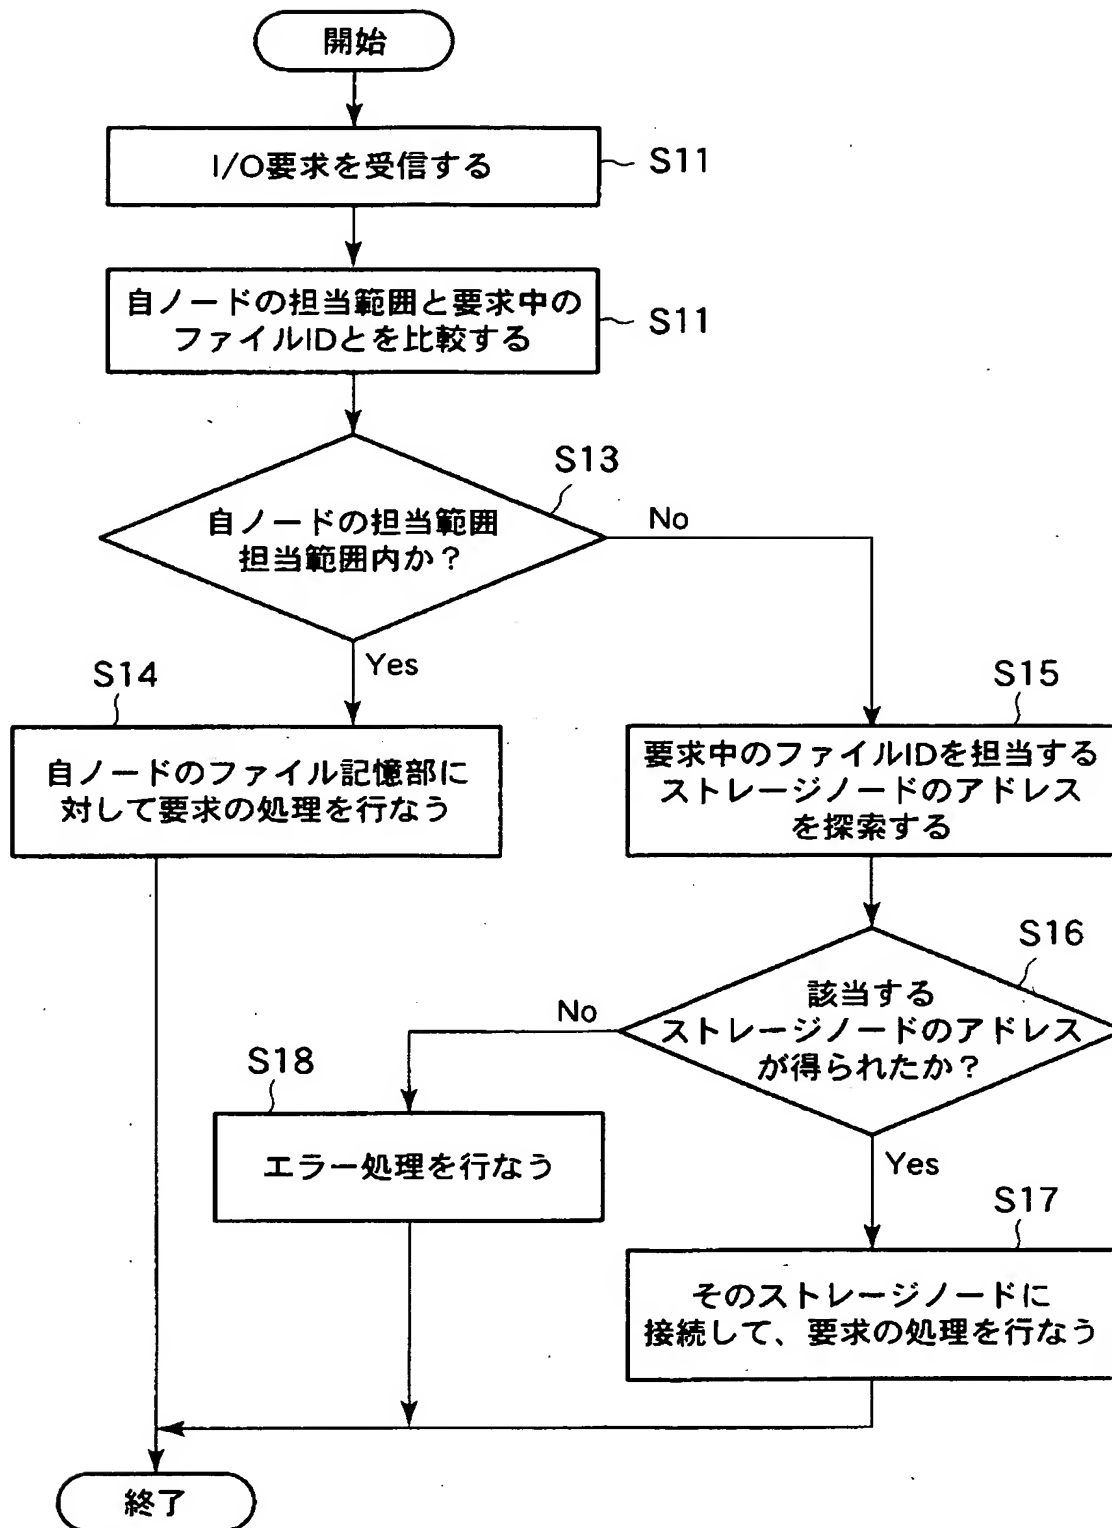 開始
I/O要求を受信する
S11
自ノードの担当範囲と要求中の
ファイルIDとを比較する
S11
S13
自ノードの担当範囲
担当範囲内か？
No
Yes
S14
自ノードのファイル記憶部に
対して要求の処理を行なう
S15
要求中のファイルIDを担当する
ストレージノードのアドレス
を探索する
S16
該当する
ストレージノードのアドレス
が得られたか？
No
Yes
S18
エラー処理を行なう
S17
そのストレージノードに
接続して、要求の処理を行なう
終了